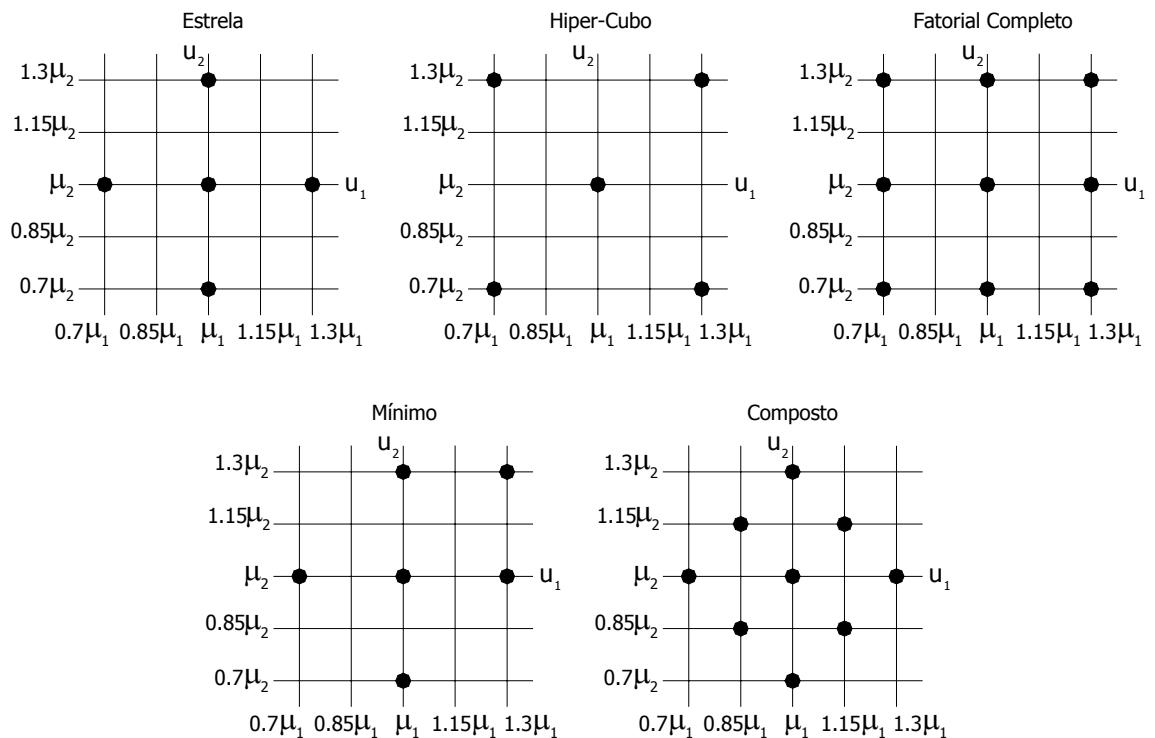 Estrela
u₂
1.3μ₂
1.15μ₂
μ₂
u₁
0.85μ₂
0.7μ₂
0.7μ₁ 0.85μ₁ μ₁ 1.15μ₁ 1.3μ₁
Hiper-Cubo
u₂
1.3μ₂
1.15μ₂
μ₂
u₁
0.85μ₂
0.7μ₂
0.7μ₁ 0.85μ₁ μ₁ 1.15μ₁ 1.3μ₁
Fatorial Completo
u₂
1.3μ₂
1.15μ₂
μ₂
u₁
0.85μ₂
0.7μ₂
0.7μ₁ 0.85μ₁ μ₁ 1.15μ₁ 1.3μ₁
Mínimo
u₂
1.3μ₂
1.15μ₂
μ₂
u₁
0.85μ₂
0.7μ₂
0.7μ₁ 0.85μ₁ μ₁ 1.15μ₁ 1.3μ₁
Composto
u₂
1.3μ₂
1.15μ₂
μ₂
u₁
0.85μ₂
0.7μ₂
0.7μ₁ 0.85μ₁ μ₁ 1.15μ₁ 1.3μ₁